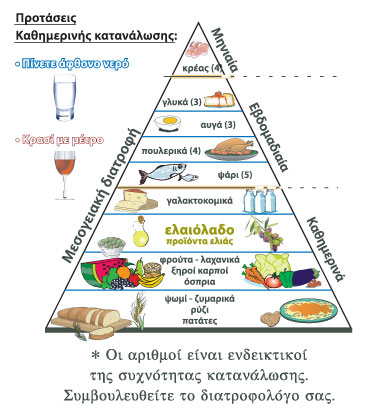 Προτάσεις
Καθημερινής κατανάλωσης:
• Πίνετε άφθονο νερό
• Κρασί με μέτρο
Μεσογειακή διατροφή
Μηνιαία
κρέας (4)
Εβδομαδιαία
γλυκά (3)
αυγά (3)
πουλερικά (4)
ψάρι (5)
Καθημερινά
γαλακτοκομικά
ελαιόλαδο
προϊόντα ελιάς
φρούτα - λαχανικά
ξηροί καρποί
όσπρια
ψωμί - ζυμαρικά
ρύζι
πατάτες
* Οι αριθμοί είναι ενδεικτικοί
της συχνότητας κατανάλωσης.
Συμβουλευθείτε το διατροφολόγο σας.